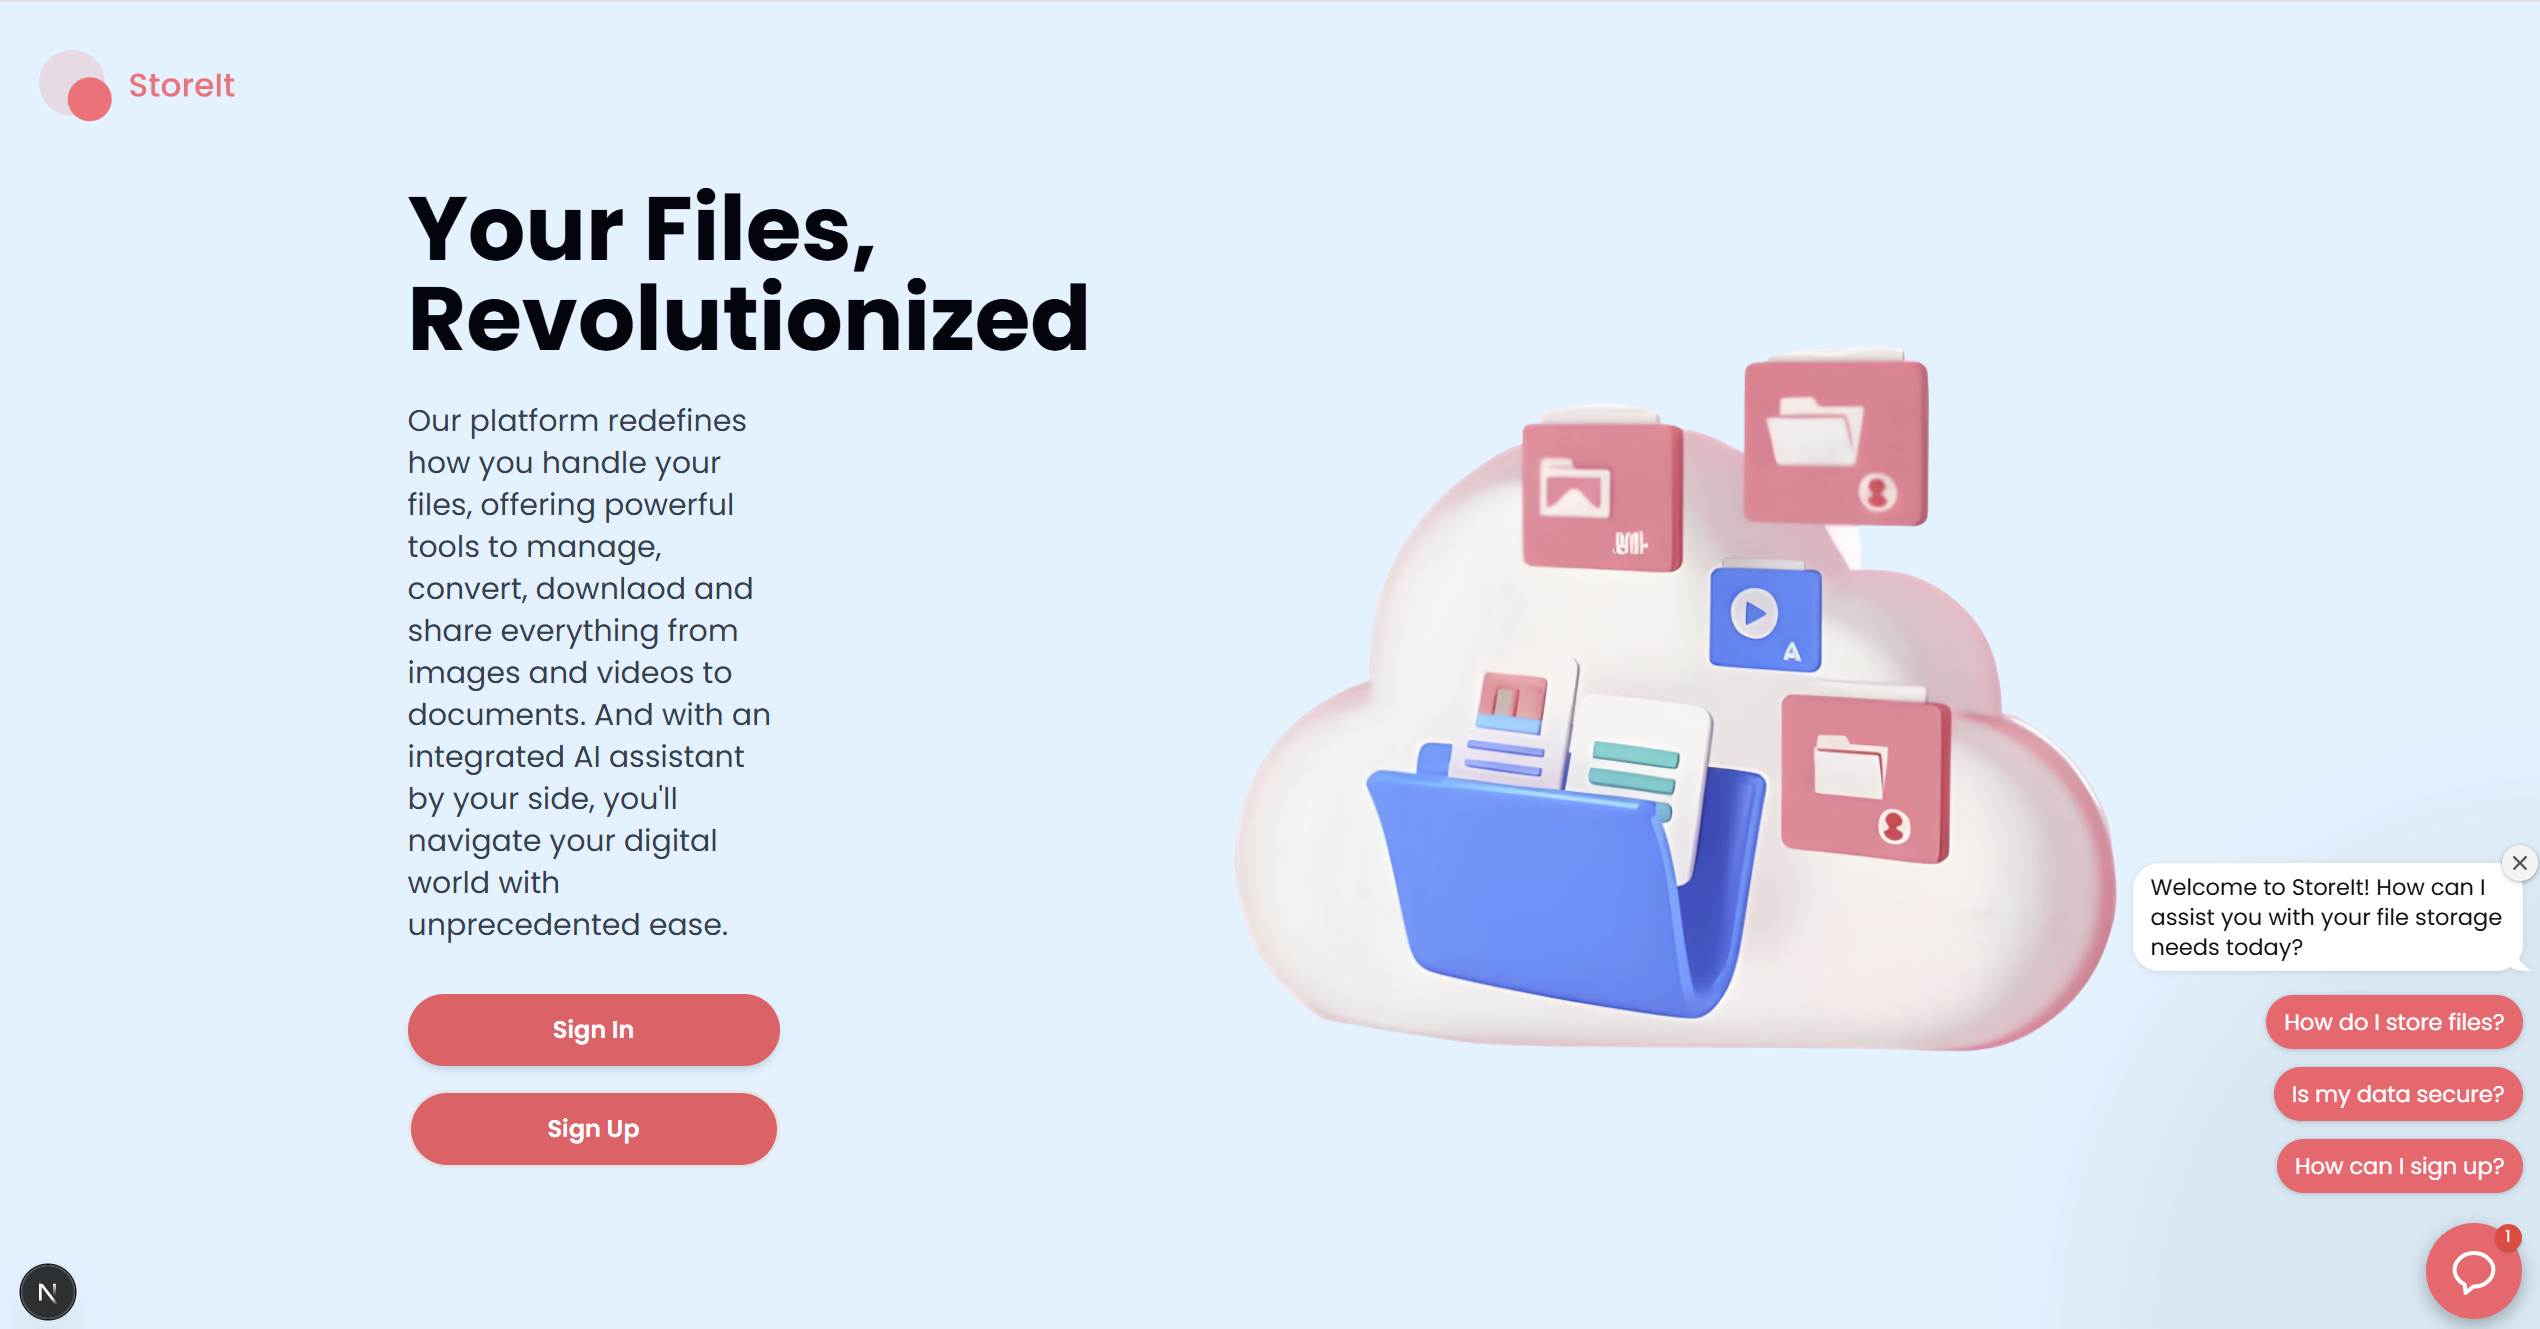 StoreIt
Your Files,
Revolutionized
Our platform redefines
how you handle your
files, offering powerful
tools to manage,
convert, downlaod and
share everything from
images and videos to
documents. And with an
integrated AI assistant
by your side, you'll
navigate your digital
world with
unprecedented ease.
Sign In
Sign Up
A
Welcome to StoreIt! How can I
assist you with your file storage
needs today?
How do I store files?
Is my data secure?
How can I sign up?
1
N